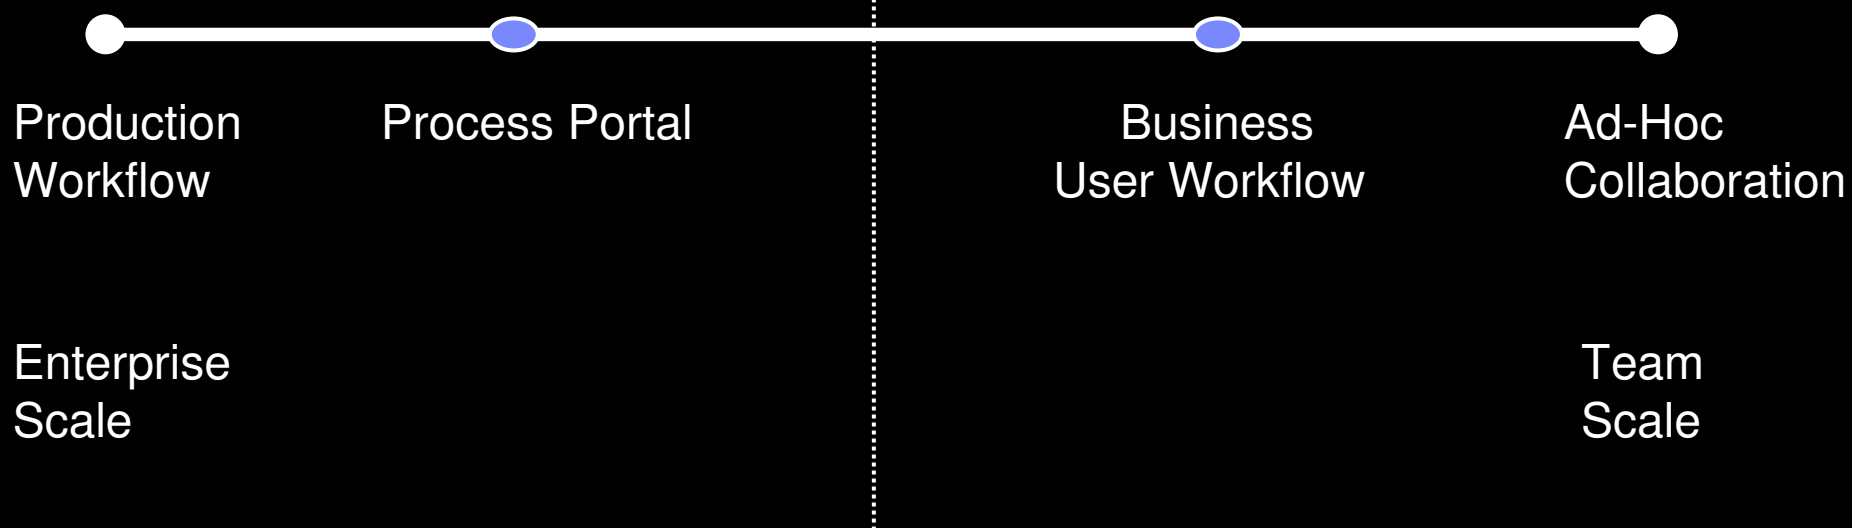 Production
Workflow
Process Portal
Business
User Workflow
Ad-Hoc
Collaboration
Enterprise
Scale
Team
Scale